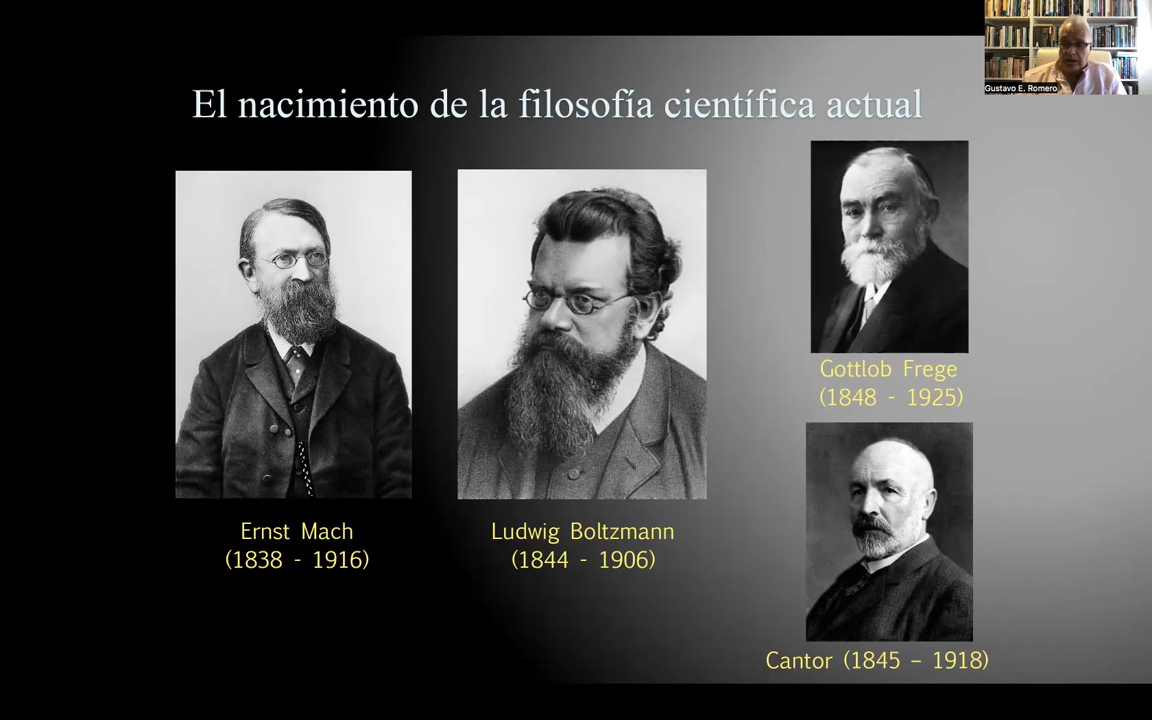 El nacimiento de la filosofía científica actual
Gustavo E. Romero
Ernst Mach
(1838 - 1916)
Ludwig Boltzmann
(1844 - 1906)
Gottlob Frege
(1848 - 1925)
Cantor (1845 – 1918)